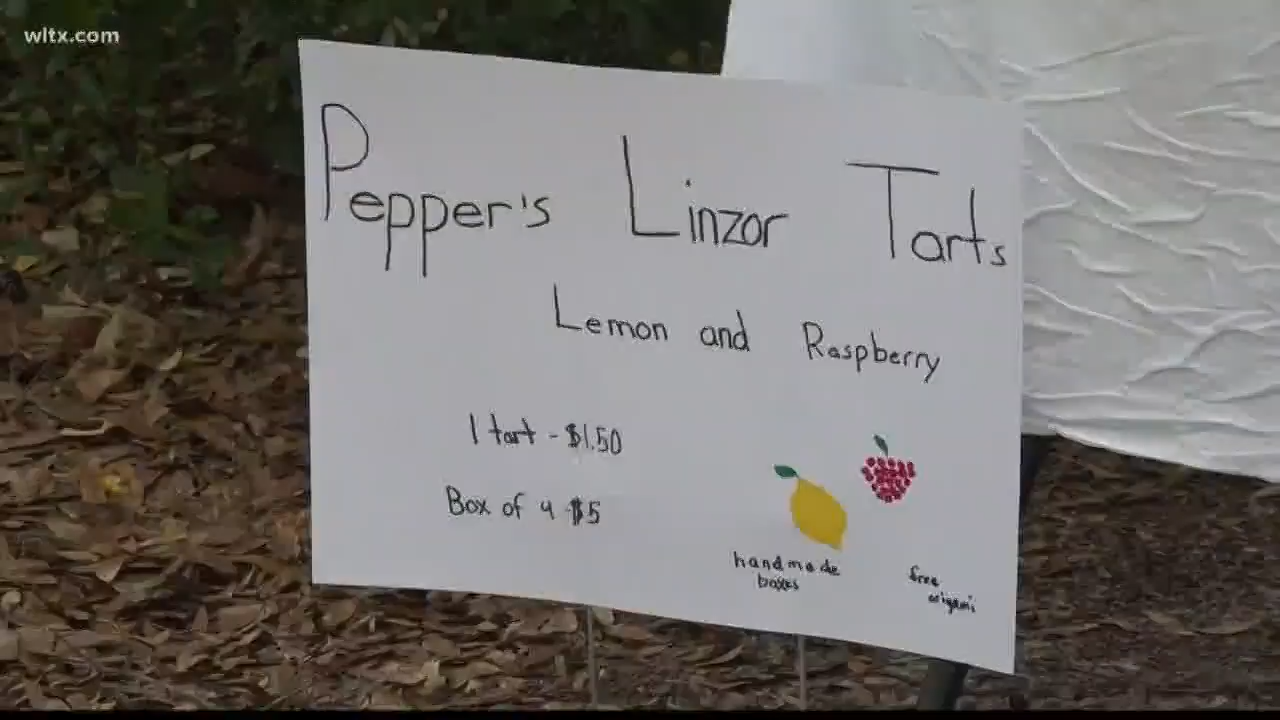 wltx.com
Pepper's Linzor Tarts
Lemon and Raspberry
1 tart - $1.50
Box of 4 $5
handmade
boxes
free
origami